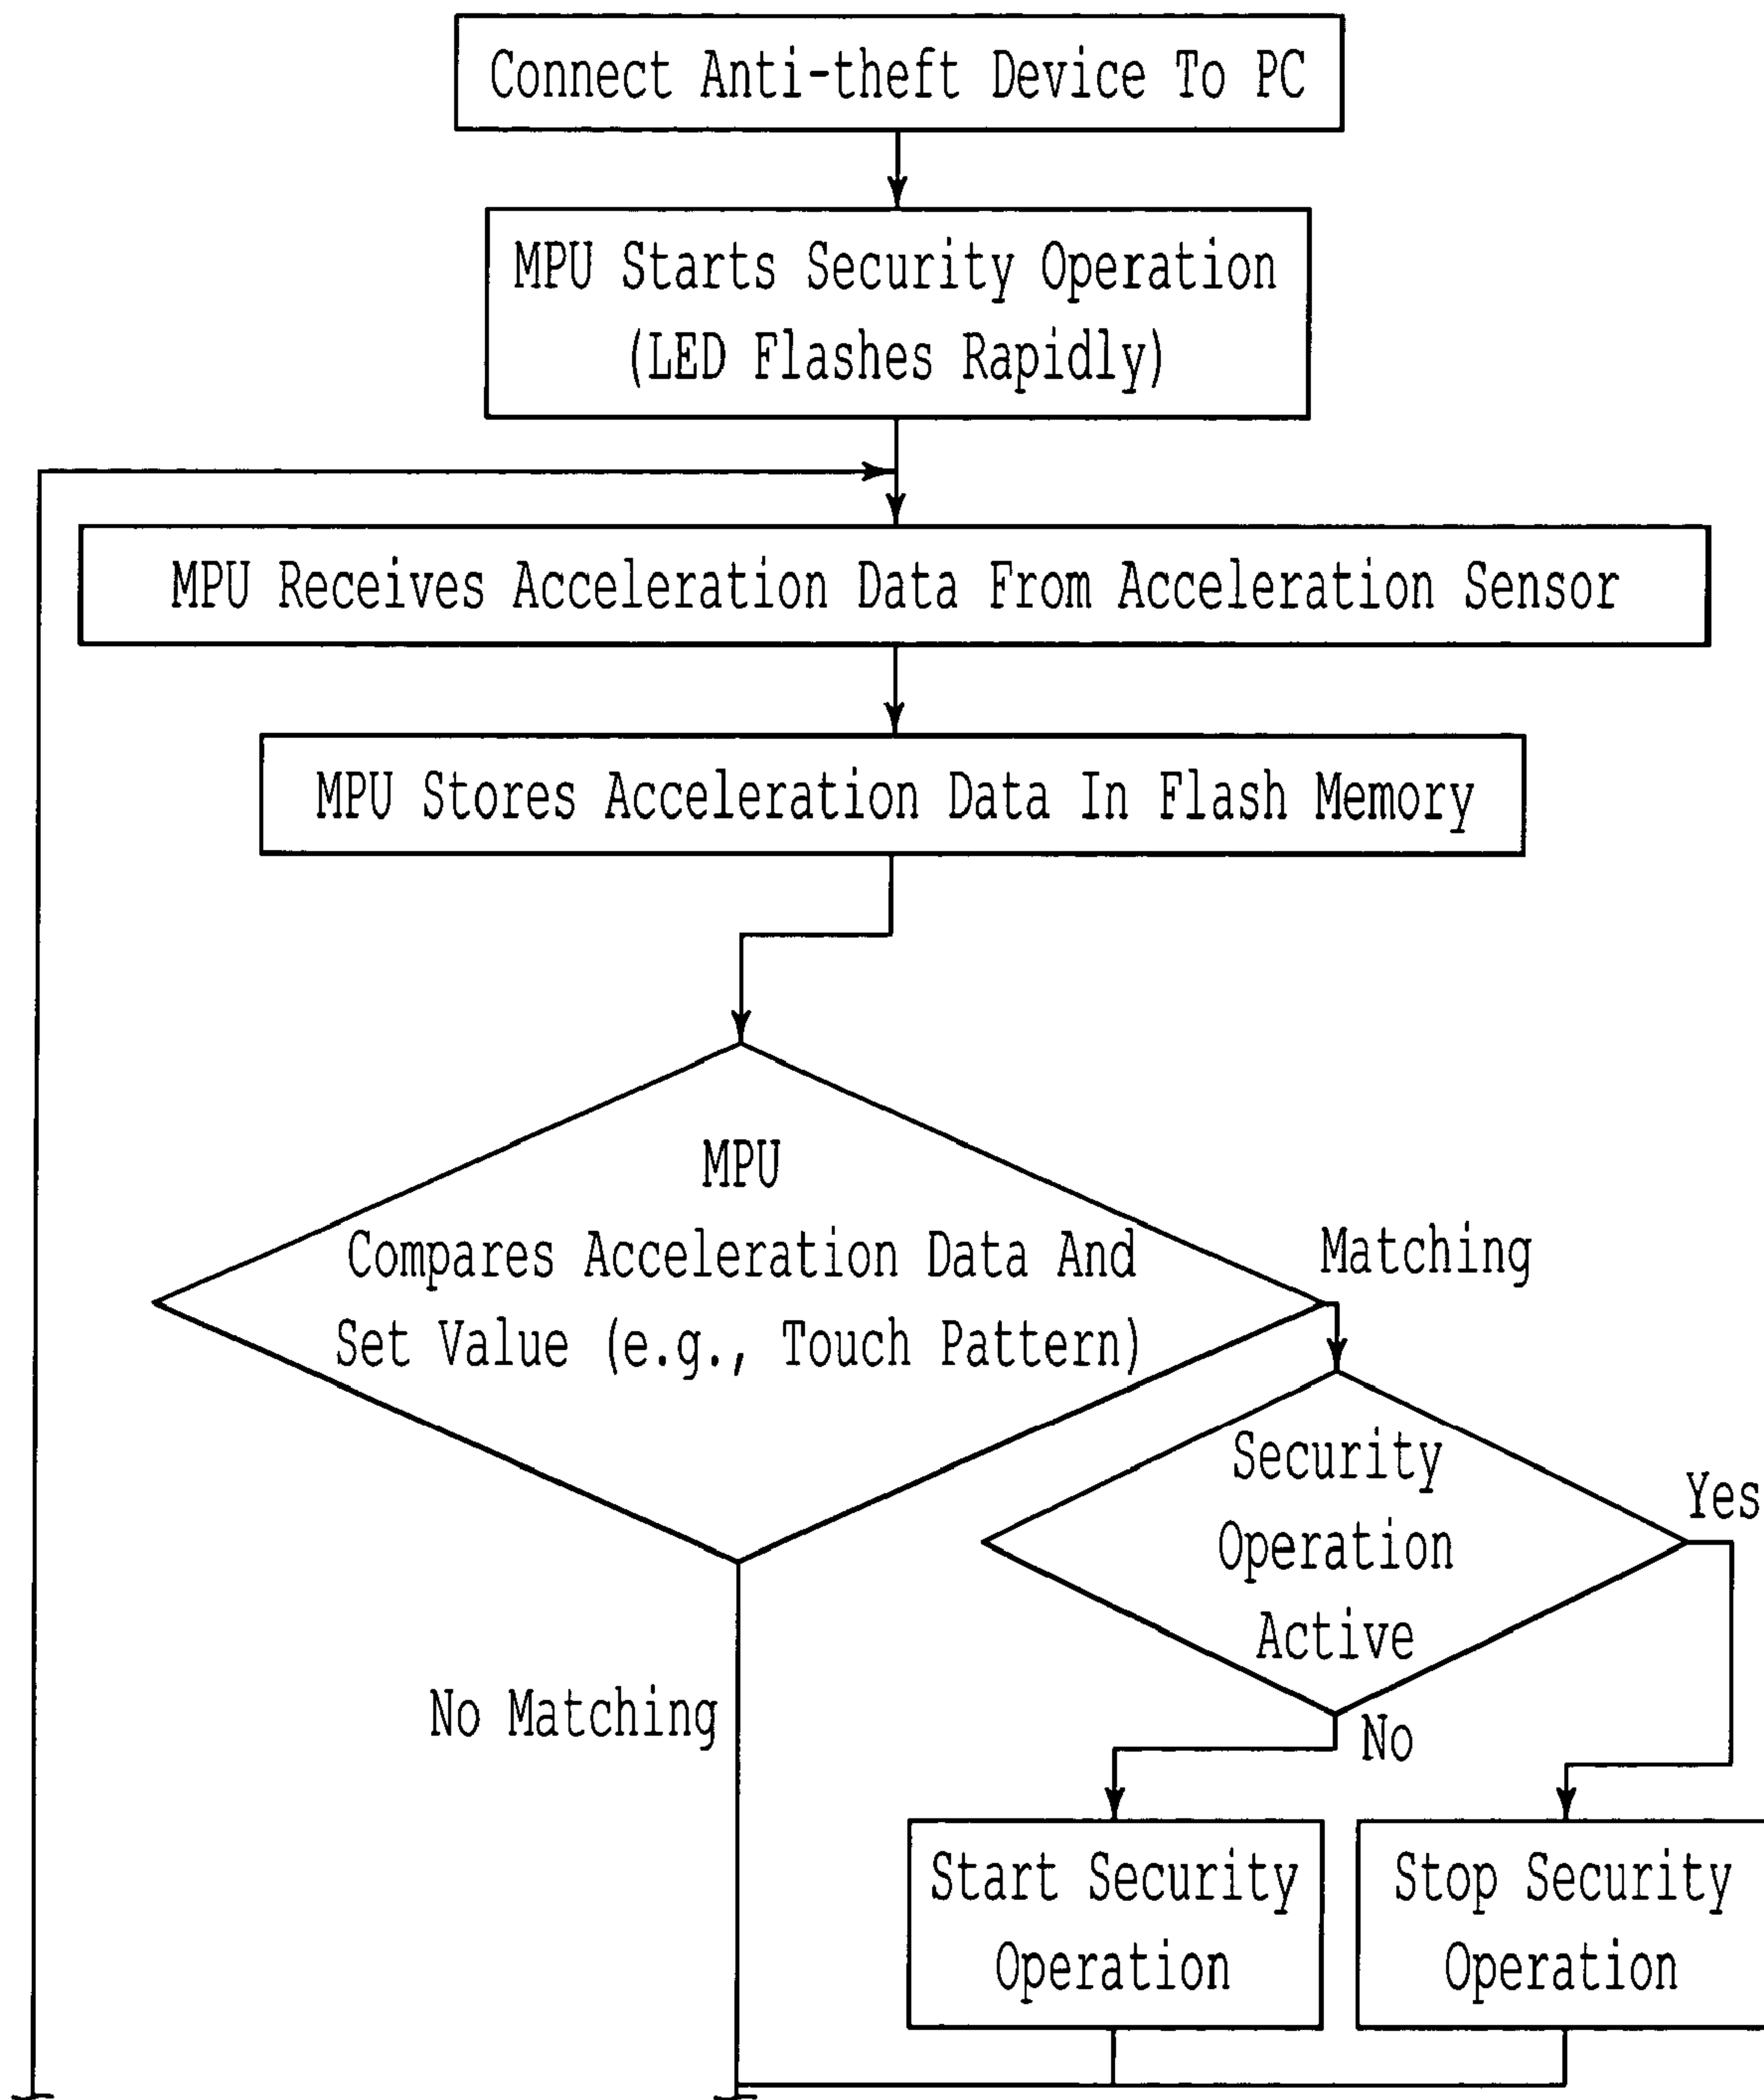 Connect Anti-theft Device To PC
MPU Starts Security Operation
(LED Flashes Rapidly)
MPU Receives Acceleration Data From Acceleration Sensor
MPU Stores Acceleration Data In Flash Memory
MPU
Compares Acceleration Data And
Set Value (e.g., Touch Pattern)
Matching
Security
Operation
Active
Yes
No Matching
No
Start Security
Operation
Stop Security
Operation